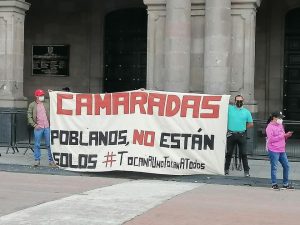 CAMARADAS
POBLANOS, NO ESTÁN
SOLOS #TocanAUnoTocanATodos